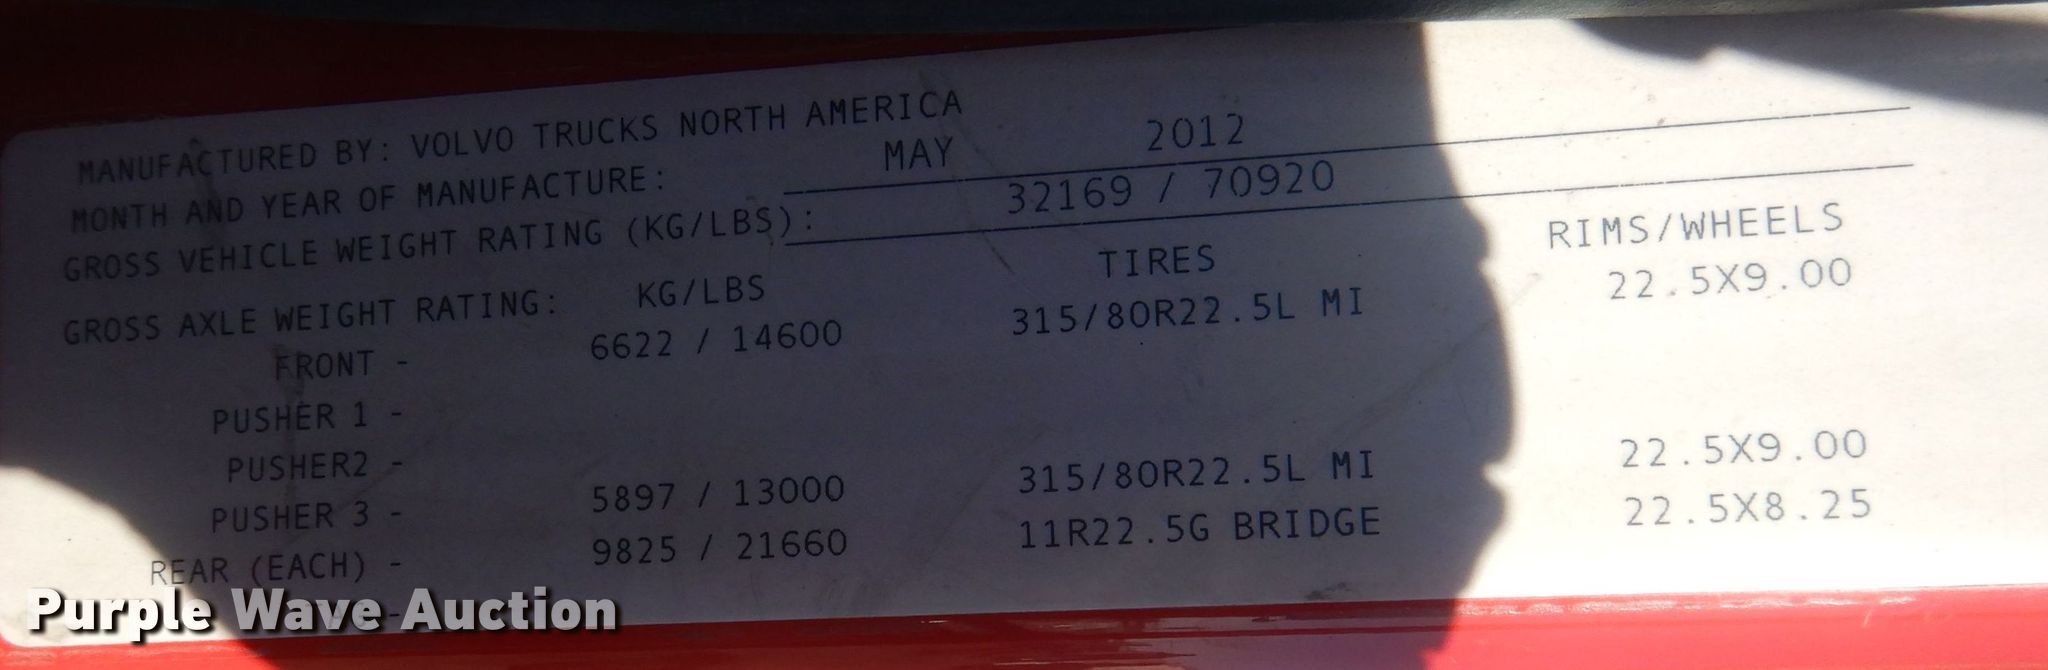 MANUFACTURED BY: VOLVO TRUCKS NORTH AMERICA
MONTH AND YEAR OF MANUFACTURE: MAY 2012
GROSS VEHICLE WEIGHT RATING (KG/LBS): 32169 / 70920
GROSS AXLE WEIGHT RATING: KG/LBS TIRES RIMS/WHEELS
FRONT - 6622 / 14600 315/80R22.5L MI 22.5X9.00
PUSHER 1 -
PUSHER2 -
PUSHER 3 - 5897 / 13000 315/80R22.5L MI 22.5X9.00
REAR (EACH) - 9825 / 21660 11R22.5G BRIDGE 22.5X8.25
Purple Wave Auction